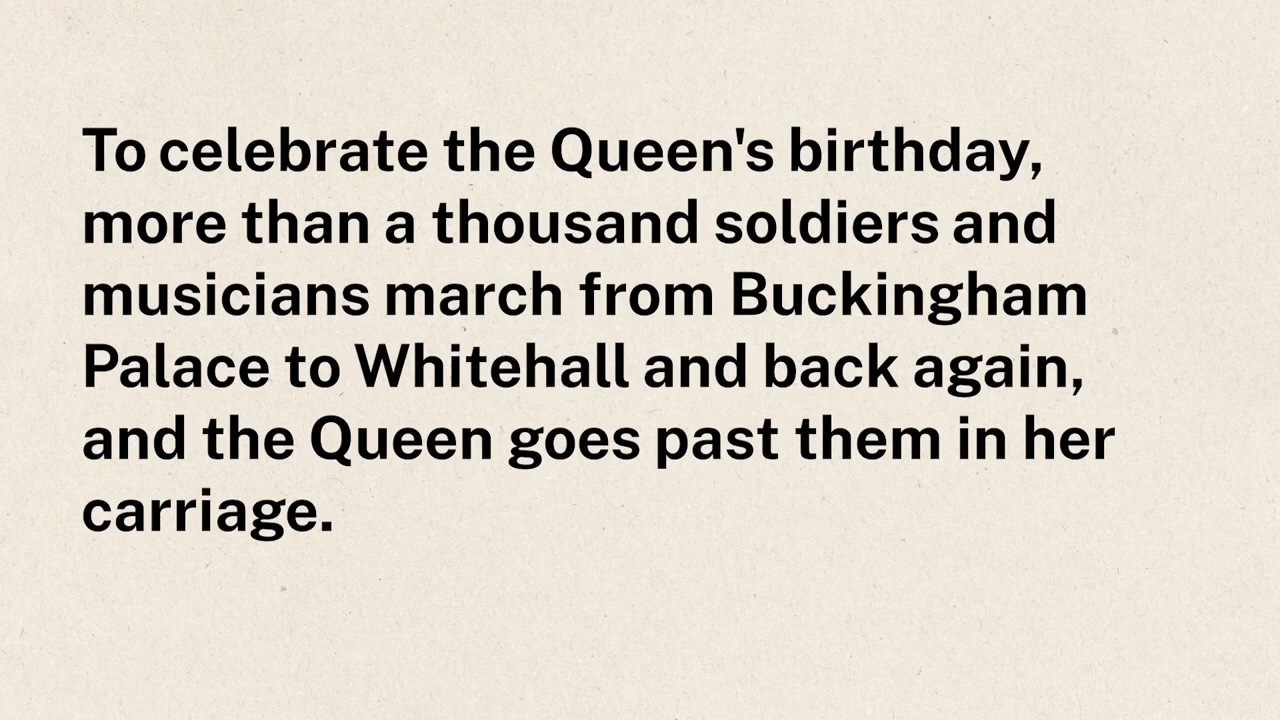 To celebrate the Queen's birthday,
more than a thousand soldiers and
musicians march from Buckingham
Palace to Whitehall and back again,
and the Queen goes past them in her
carriage.